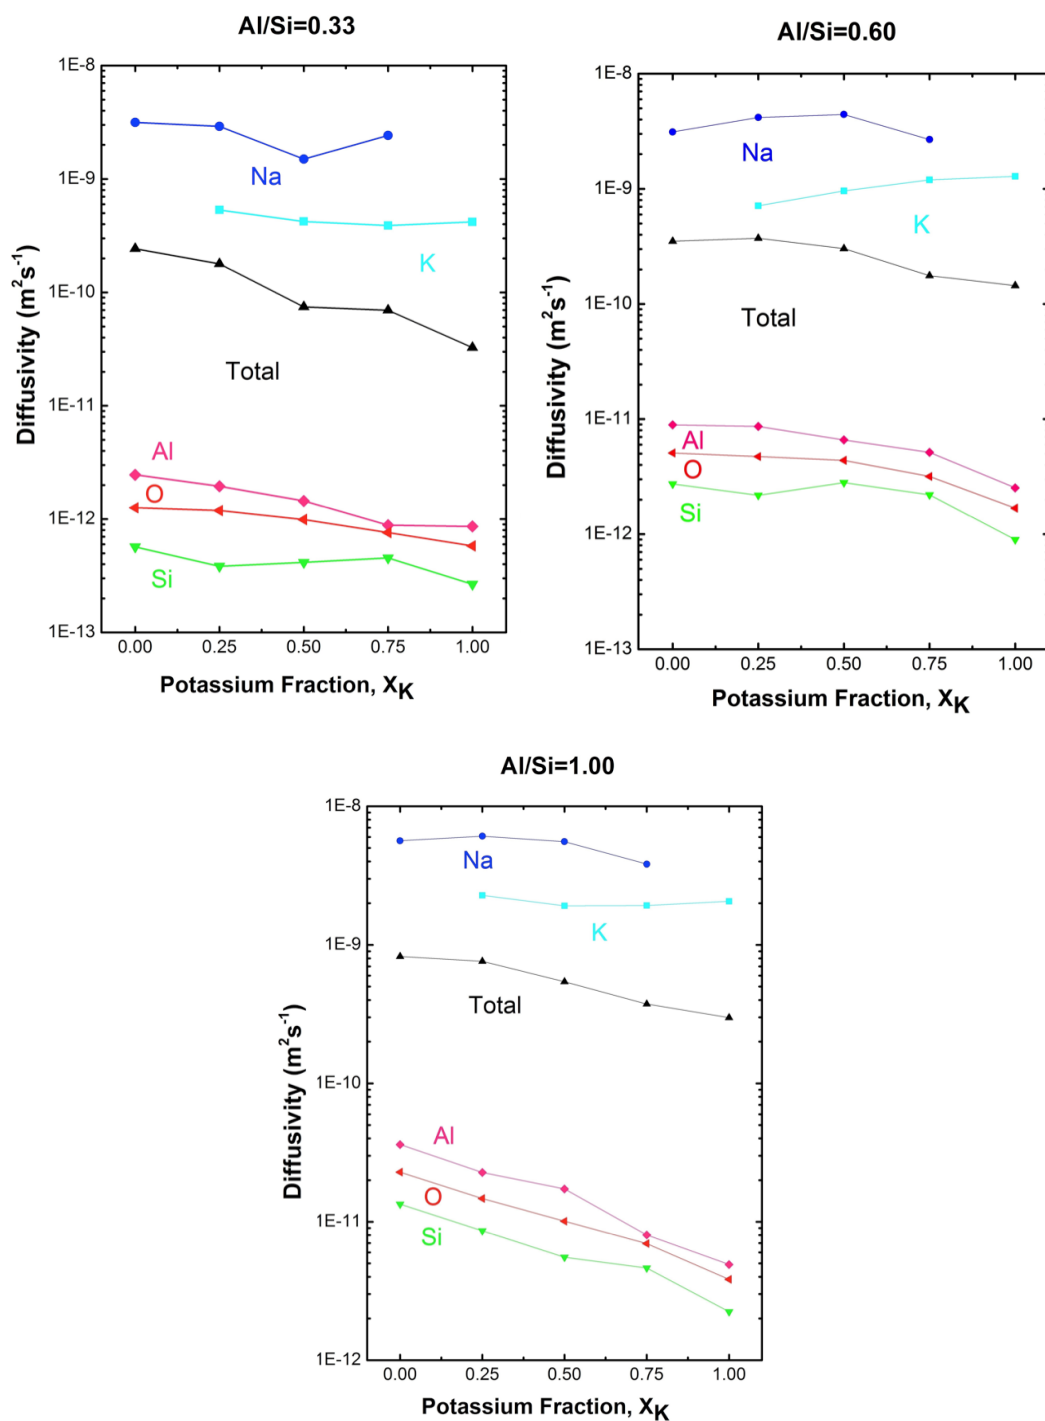 Al/Si=0.33
1E-8
1E-9
1E-10
1E-11
1E-12
1E-13
Diffusivity (m²s⁻¹)
Na
K
Total
Al
O
Si
0.00 0.25 0.50 0.75 1.00
Potassium Fraction, XK
Al/Si=0.60
1E-8
1E-9
1E-10
1E-11
1E-12
1E-13
Diffusivity (m²s⁻¹)
Na
K
Total
Al
O
Si
0.00 0.25 0.50 0.75 1.00
Potassium Fraction, XK
Al/Si=1.00
1E-8
1E-9
1E-10
1E-11
1E-12
Diffusivity (m²s⁻¹)
Na
K
Total
Al
O
Si
0.00 0.25 0.50 0.75 1.00
Potassium Fraction, XK